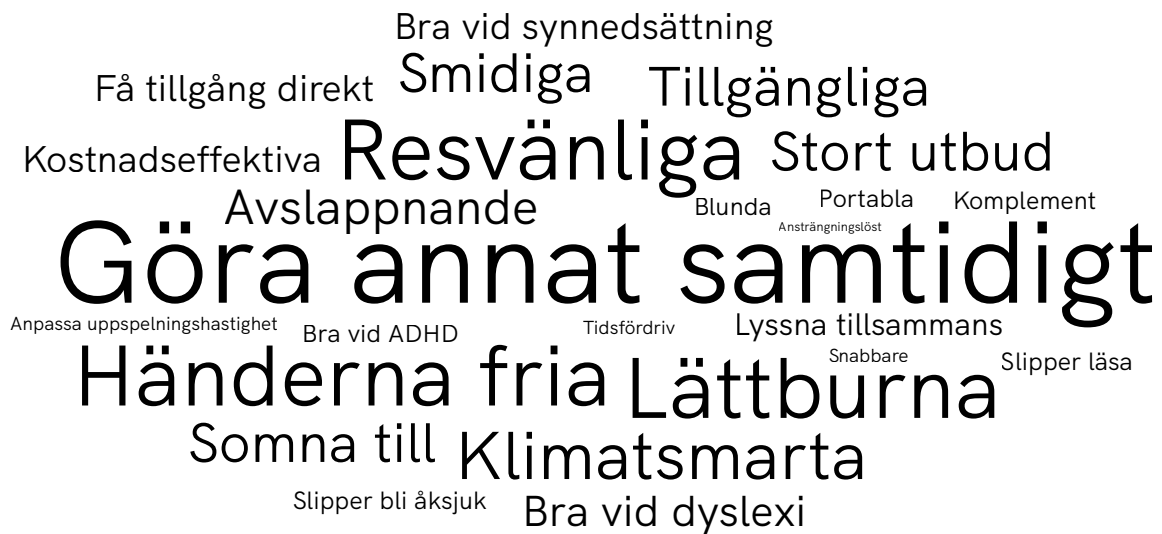 Bra vid synnedsättning
Smidiga
Tillgängliga
Få tillgång direkt
Resvänliga
Stort utbud
Kostnadseffektiva
Avslappnande
Blunda
Portabla
Komplement
Ansträngningslöst
Göra annat samtidigt
Anpassa uppspelningshastighet
Bra vid ADHD
Tidsfördriv
Lyssna tillsammans
Snabbare
Slipper läsa
Händerna fria
Lättburna
Somna till
Klimatsmarta
Slipper bli åksjuk
Bra vid dyslexi